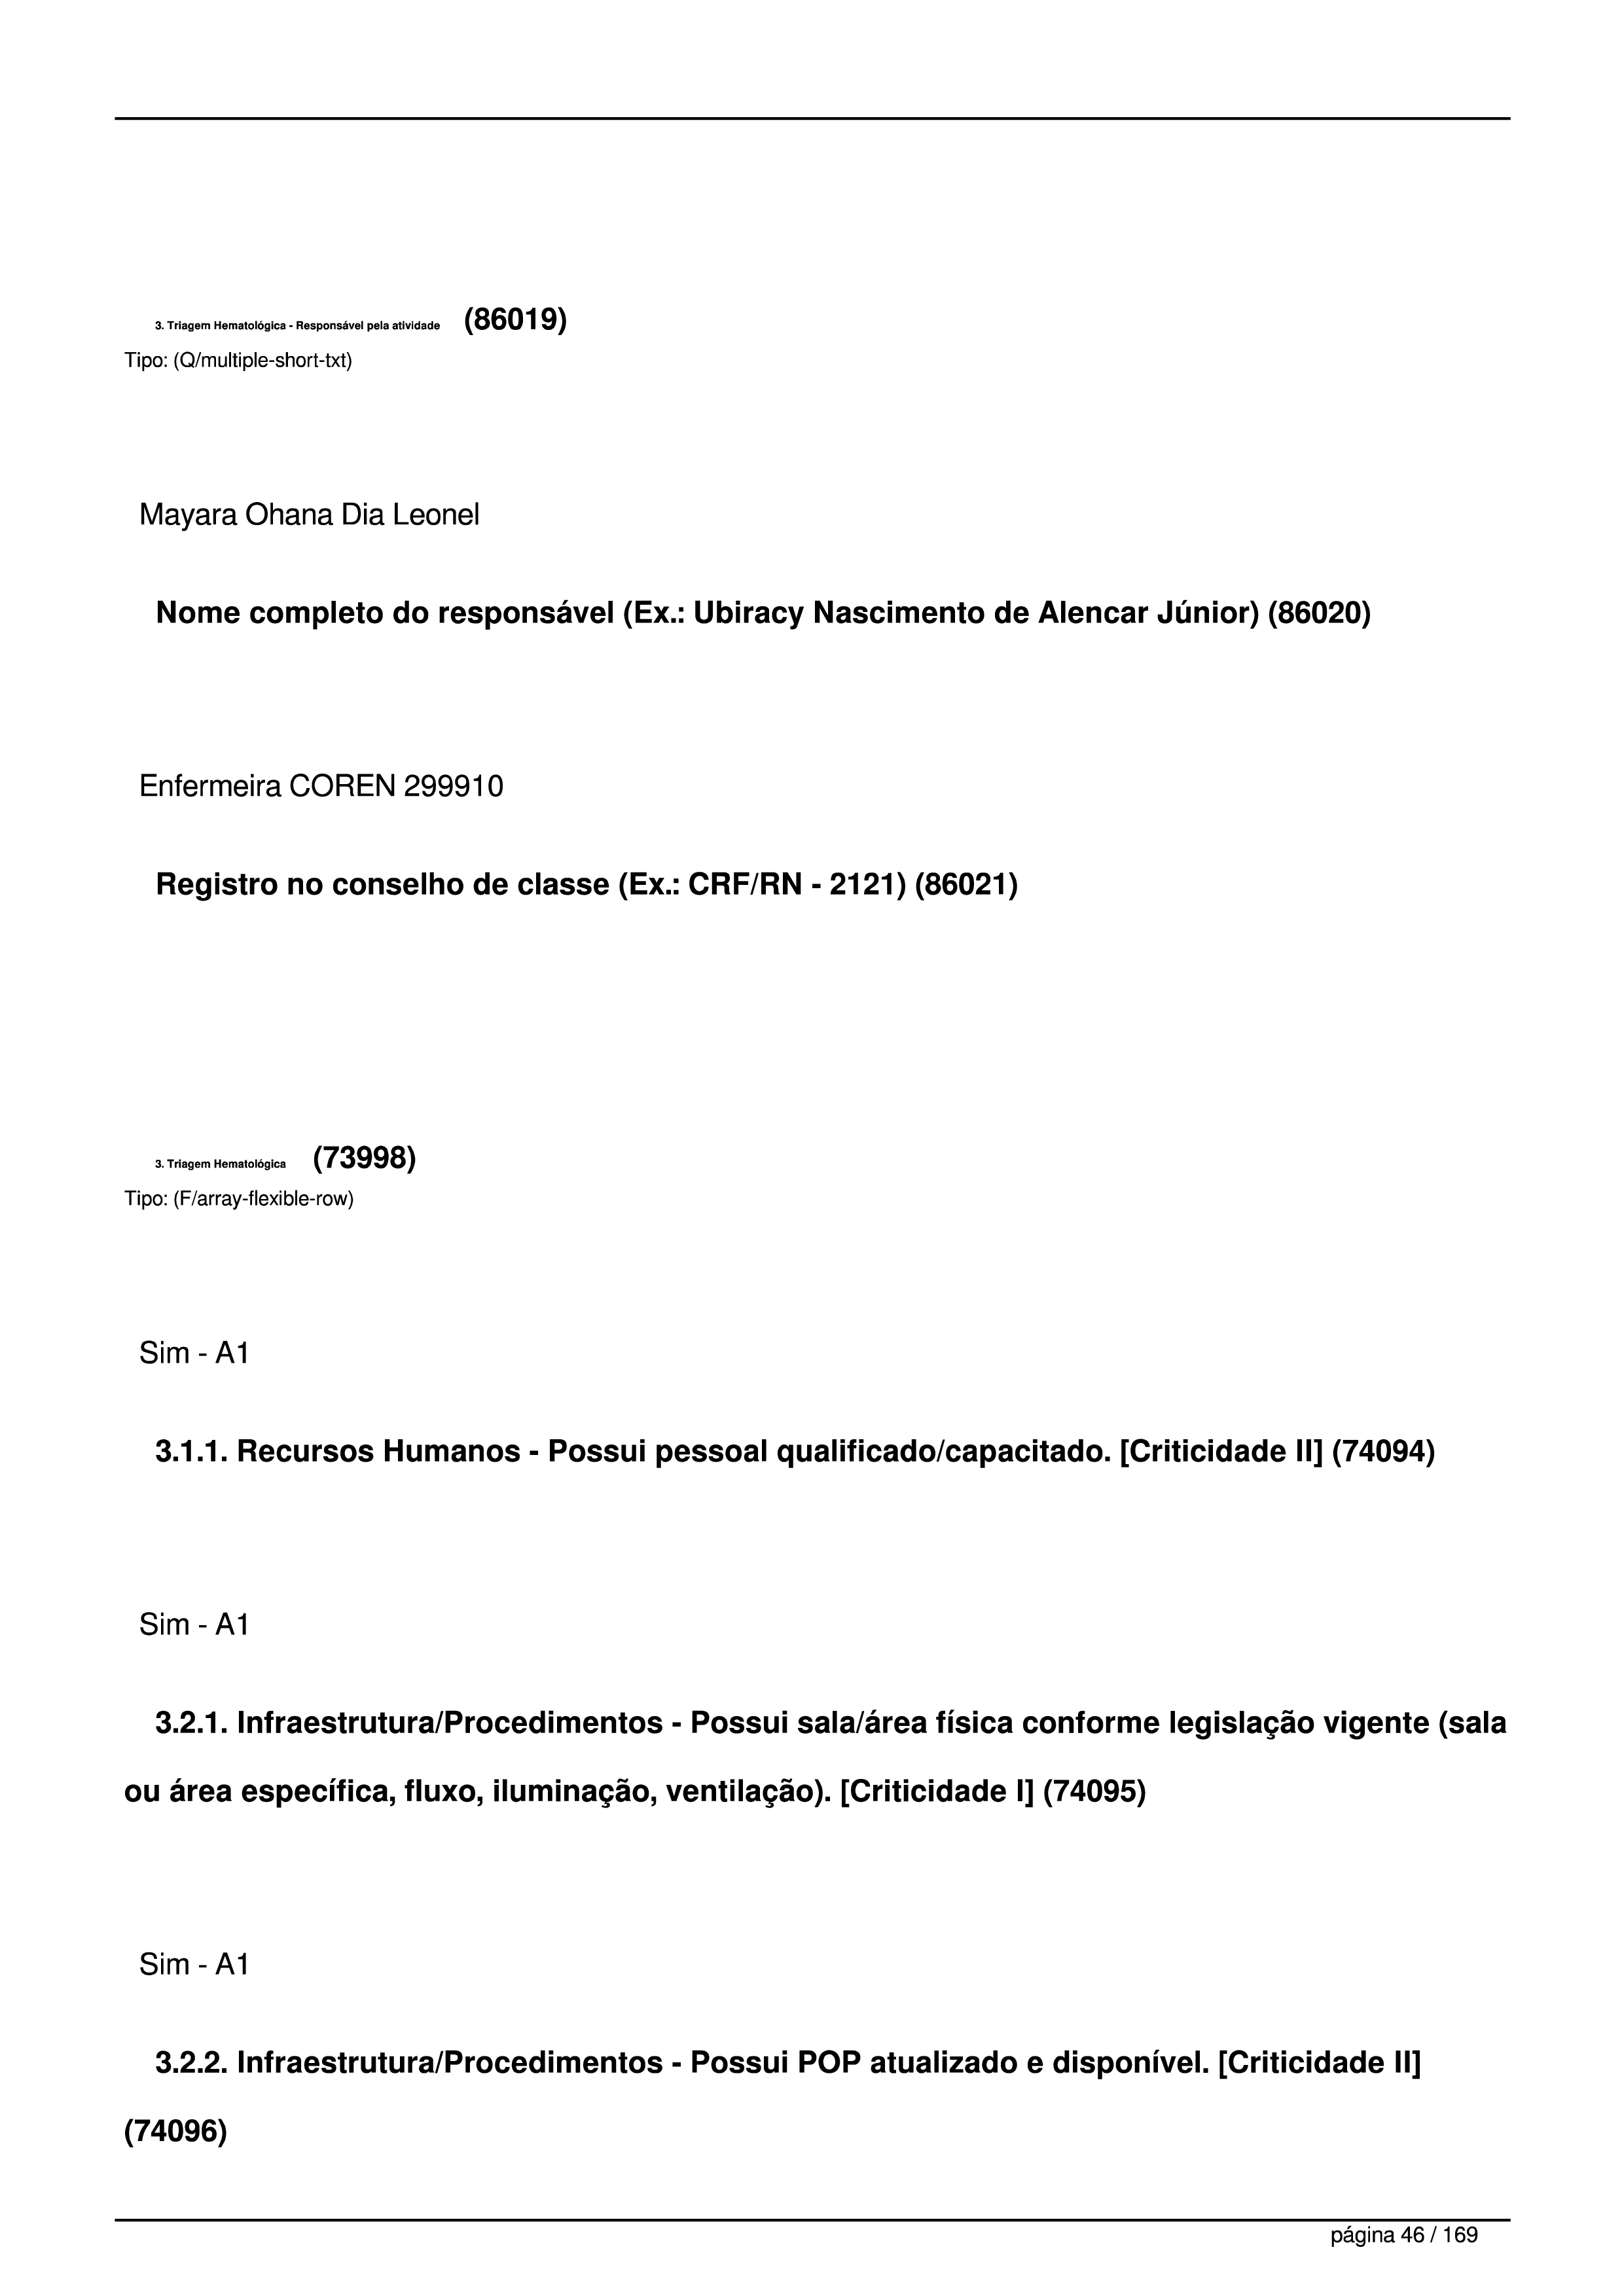 3. Triagem Hematológica - Responsável pela atividade (86019)
Tipo: (Q/multiple-short-txt)
Mayara Ohana Dia Leonel
Nome completo do responsável (Ex.: Ubiracy Nascimento de Alencar Júnior) (86020)
Enfermeira COREN 299910
Registro no conselho de classe (Ex.: CRF/RN - 2121) (86021)
3. Triagem Hematológica (73998)
Tipo: (F/array-flexible-row)
Sim - A1
3.1.1. Recursos Humanos - Possui pessoal qualificado/capacitado. [Criticidade II] (74094)
Sim - A1
3.2.1. Infraestrutura/Procedimentos - Possui sala/área física conforme legislação vigente (sala
ou área específica, fluxo, iluminação, ventilação). [Criticidade I] (74095)
Sim - A1
3.2.2. Infraestrutura/Procedimentos - Possui POP atualizado e disponível. [Criticidade II]
(74096)
página 46 / 169